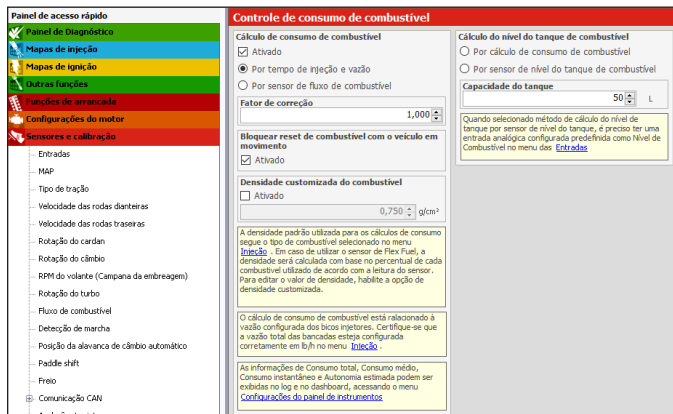 Painel de acesso rápido
Painel de Diagnóstico
Mapas de injeção
Mapas de ignição
Outras funções
Funções de arrancada
Configurações do motor
Sensores e calibração
Entradas
MAP
Tipo de tração
Velocidade das rodas dianteiras
Velocidade das rodas traseiras
Rotação do cardan
Rotação do câmbio
RPM do volante (Campana da embreagem)
Rotação do turbo
Fluxo de combustível
Detecção de marcha
Posição da alavanca de câmbio automático
Paddle shift
Freio
Comunicação CAN
Controle de consumo de combustível
Cálculo de consumo de combustível
Ativado
Por tempo de injeção e vazão
Por sensor de fluxo de combustível
Fator de correção
1,000
Bloquear reset de combustível com o veículo em
movimento
Ativado
Densidade customizada do combustível
Ativado
0,750 g/cm³
A densidade padrão utilizada para os cálculos de consumo
segue o tipo de combustível selecionado no menu
Injeção . Em caso de utilizar o sensor de Flex Fuel, a
densidade será calculada com base no percentual de cada
combustivel utilizado de acordo com a leitura do sensor.
Para editar o valor de densidade, habilite a opção de
densidade customizada.
O cálculo de consumo de combustível está ralacionado à
vazão configurada dos bicos injetores. Certifique-se que
a vazão total das bancadas esteja configurada
corretamente em lb/h no menu Injeção .
As informações de Consumo total, Consumo médio,
Consumo instantâneo e Autonomia estimada podem ser
exibidas no log e no dashboard, acessando o menu
Configurações do painel de instrumentos
Cálculo do nível do tanque de combustível
Por cálculo de consumo de combustível
Por sensor de nível do tanque de combustível
Capacidade do tanque
50 L
Quando selecionado método de cálculo do nível de
tanque por sensor de nível do tanque, é preciso ter uma
entrada analógica configurada predefinida como Nível de
Combustível no menu das Entradas